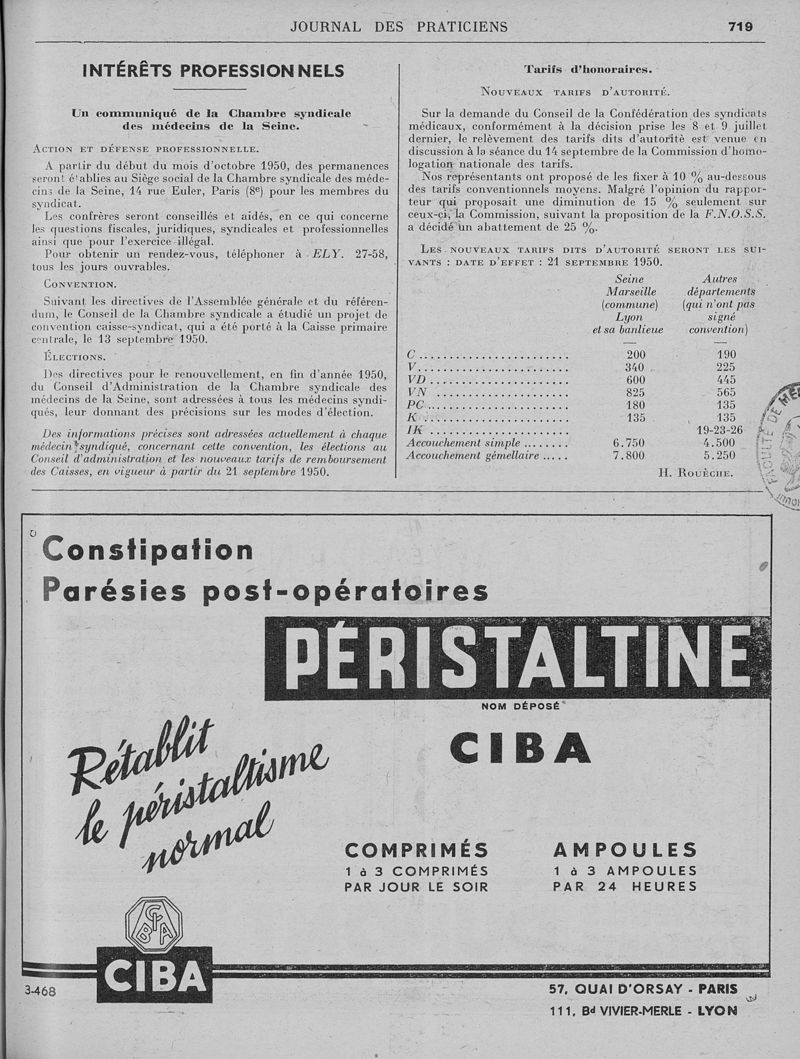 JOURNAL DES PRATICIENS 719
INTÉRÊTS PROFESSIONNELS
Un communiqué de la Chambre syndicale
des médecins de la Seine.
ACTION ET DÉFENSE PROFESSIONNELLE.
A partir du début du mois d'octobre 1950, des permanences
seront établies au Siège social de la Chambre syndicale des méde-
cins de la Seine, 14 rue Euler, Paris (8e) pour les membres du
syndicat.
Les confrères seront conseillés et aidés, en ce qui concerne
les questions fiscales, juridiques, syndicales et professionnelles
ainsi que pour l'exercice illégal.
Pour obtenir un rendez-vous, téléphoner à ELY. 27-58,
tous les jours ouvrables.
CONVENTION.
Suivant les directives de l'Assemblée générale et du référen-
dum, le Conseil de la Chambre syndicale a étudié un projet de
convention caisse-syndicat, qui a été porté à la Caisse primaire
centrale, le 13 septembre 1950.
ÉLECTIONS.
Des directives pour le renouvellement, en fin d'année 1950,
du Conseil d'Administration de la Chambre syndicale des
médecins de la Seine, sont adressées à tous les médecins syndi-
qués, leur donnant des précisions sur les modes d'élection.
Des informations précises sont adressées actuellement à chaque
médecin syndiqué, concernant cette convention, les élections au
Conseil d'administration et les nouveaux tarifs de remboursement
des Caisses, en vigueur à partir du 21 septembre 1950.
Tarifs d'honoraires.
NOUVEAUX TARIFS D'AUTORITÉ.
Sur la demande du Conseil de la Confédération des syndicats
médicaux, conformément à la décision prise les 8 et 9 juillet
dernier, le relèvement des tarifs dits d'autorité est venue en
discussion à la séance du 14 septembre de la Commission d'homo-
logation nationale des tarifs.
Nos représentants ont proposé de les fixer à 10 % au-dessous
des tarifs conventionnels moyens. Malgré l'opinion du rappor-
teur qui proposait une diminution de 15 % seulement sur
ceux-ci, la Commission, suivant la proposition de la F.N.O.S.S.
a décidé un abattement de 25 %.
LES NOUVEAUX TARIFS DITS D'AUTORITÉ SERONT LES SUI-
VANTS : DATE D'EFFET : 21 SEPTEMBRE 1950.
Seine Autres
Marseille départements
(commune) (qui n'ont pas
Lyon signé
et sa banlieue convention)
— —
C ...................... 200 190
V ...................... 340 225
VD ..................... 600 445
VN ..................... 825 565
PC ..................... 180 135
K ...................... 135 135
IK ..................... 19-23-26
Accouchement simple ........ 6.750 4.500
Accouchement gémellaire ..... 7.800 5.250
H. ROUÈCHE.
Constipation
Parésies post-opératoires
PÉRISTALTINE
NOM DÉPOSÉ
CIBA
Rétablit
le péristaltisme
normal
COMPRIMÉS
1 à 3 COMPRIMÉS
PAR JOUR LE SOIR
AMPOULES
1 à 3 AMPOULES
PAR 24 HEURES
CIBA
CIBA
3-468
57, QUAI D'ORSAY - PARIS
111, Bd VIVIER-MERLE - LYON